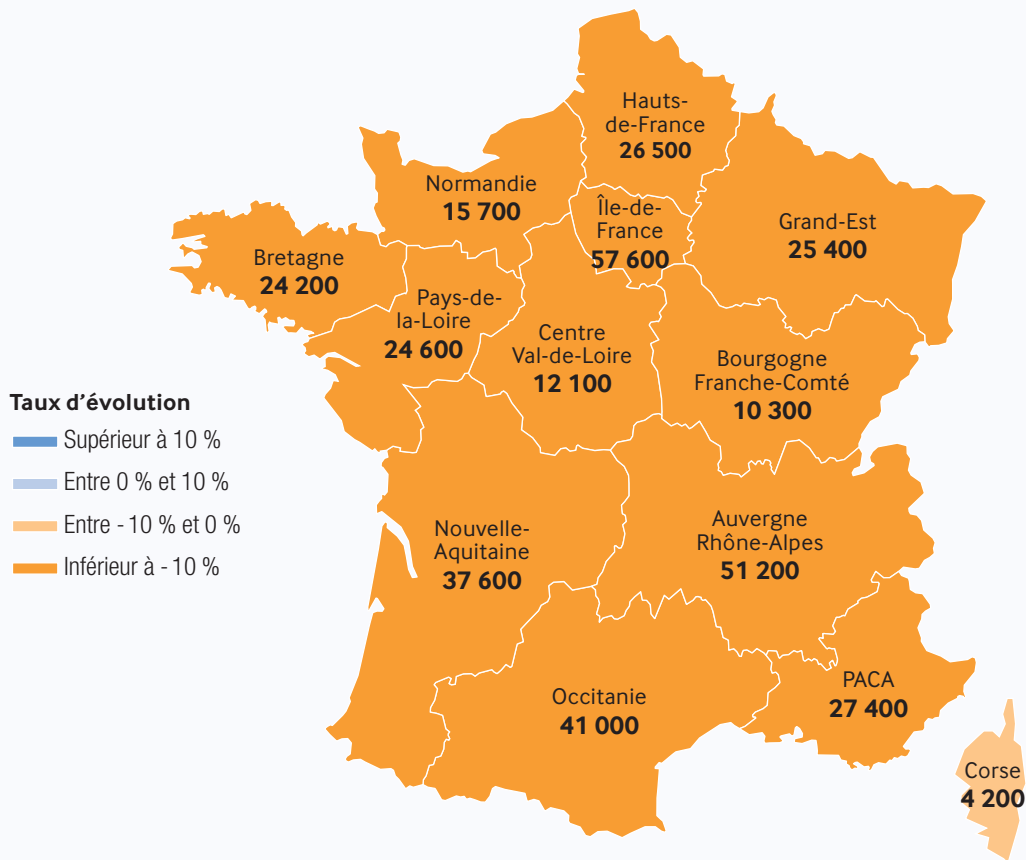 Hauts-
de-France
26 500
Normandie
15 700
Île-de-
France
57 600
Grand-Est
25 400
Bretagne
24 200
Pays-de-
la-Loire
24 600
Centre
Val-de-Loire
12 100
Bourgogne
Franche-Comté
10 300
Taux d'évolution
Supérieur à 10 %
Entre 0 % et 10 %
Entre - 10 % et 0 %
Inférieur à - 10 %
Nouvelle-
Aquitaine
37 600
Auvergne
Rhône-Alpes
51 200
Occitanie
41 000
PACA
27 400
Corse
4 200